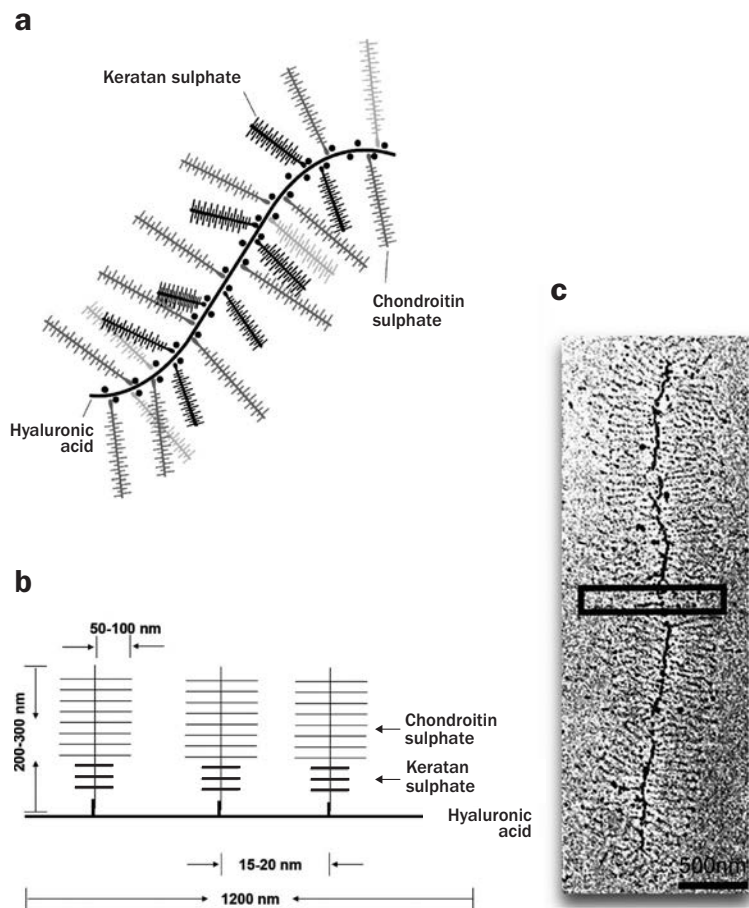 a
Keratan sulphate
Chondroitin
sulphate
Hyaluronic
acid
b
50-100 nm
200-300 nm
Chondroitin
sulphate
Keratan
sulphate
Hyaluronic
acid
15-20 nm
1200 nm
c
500nm